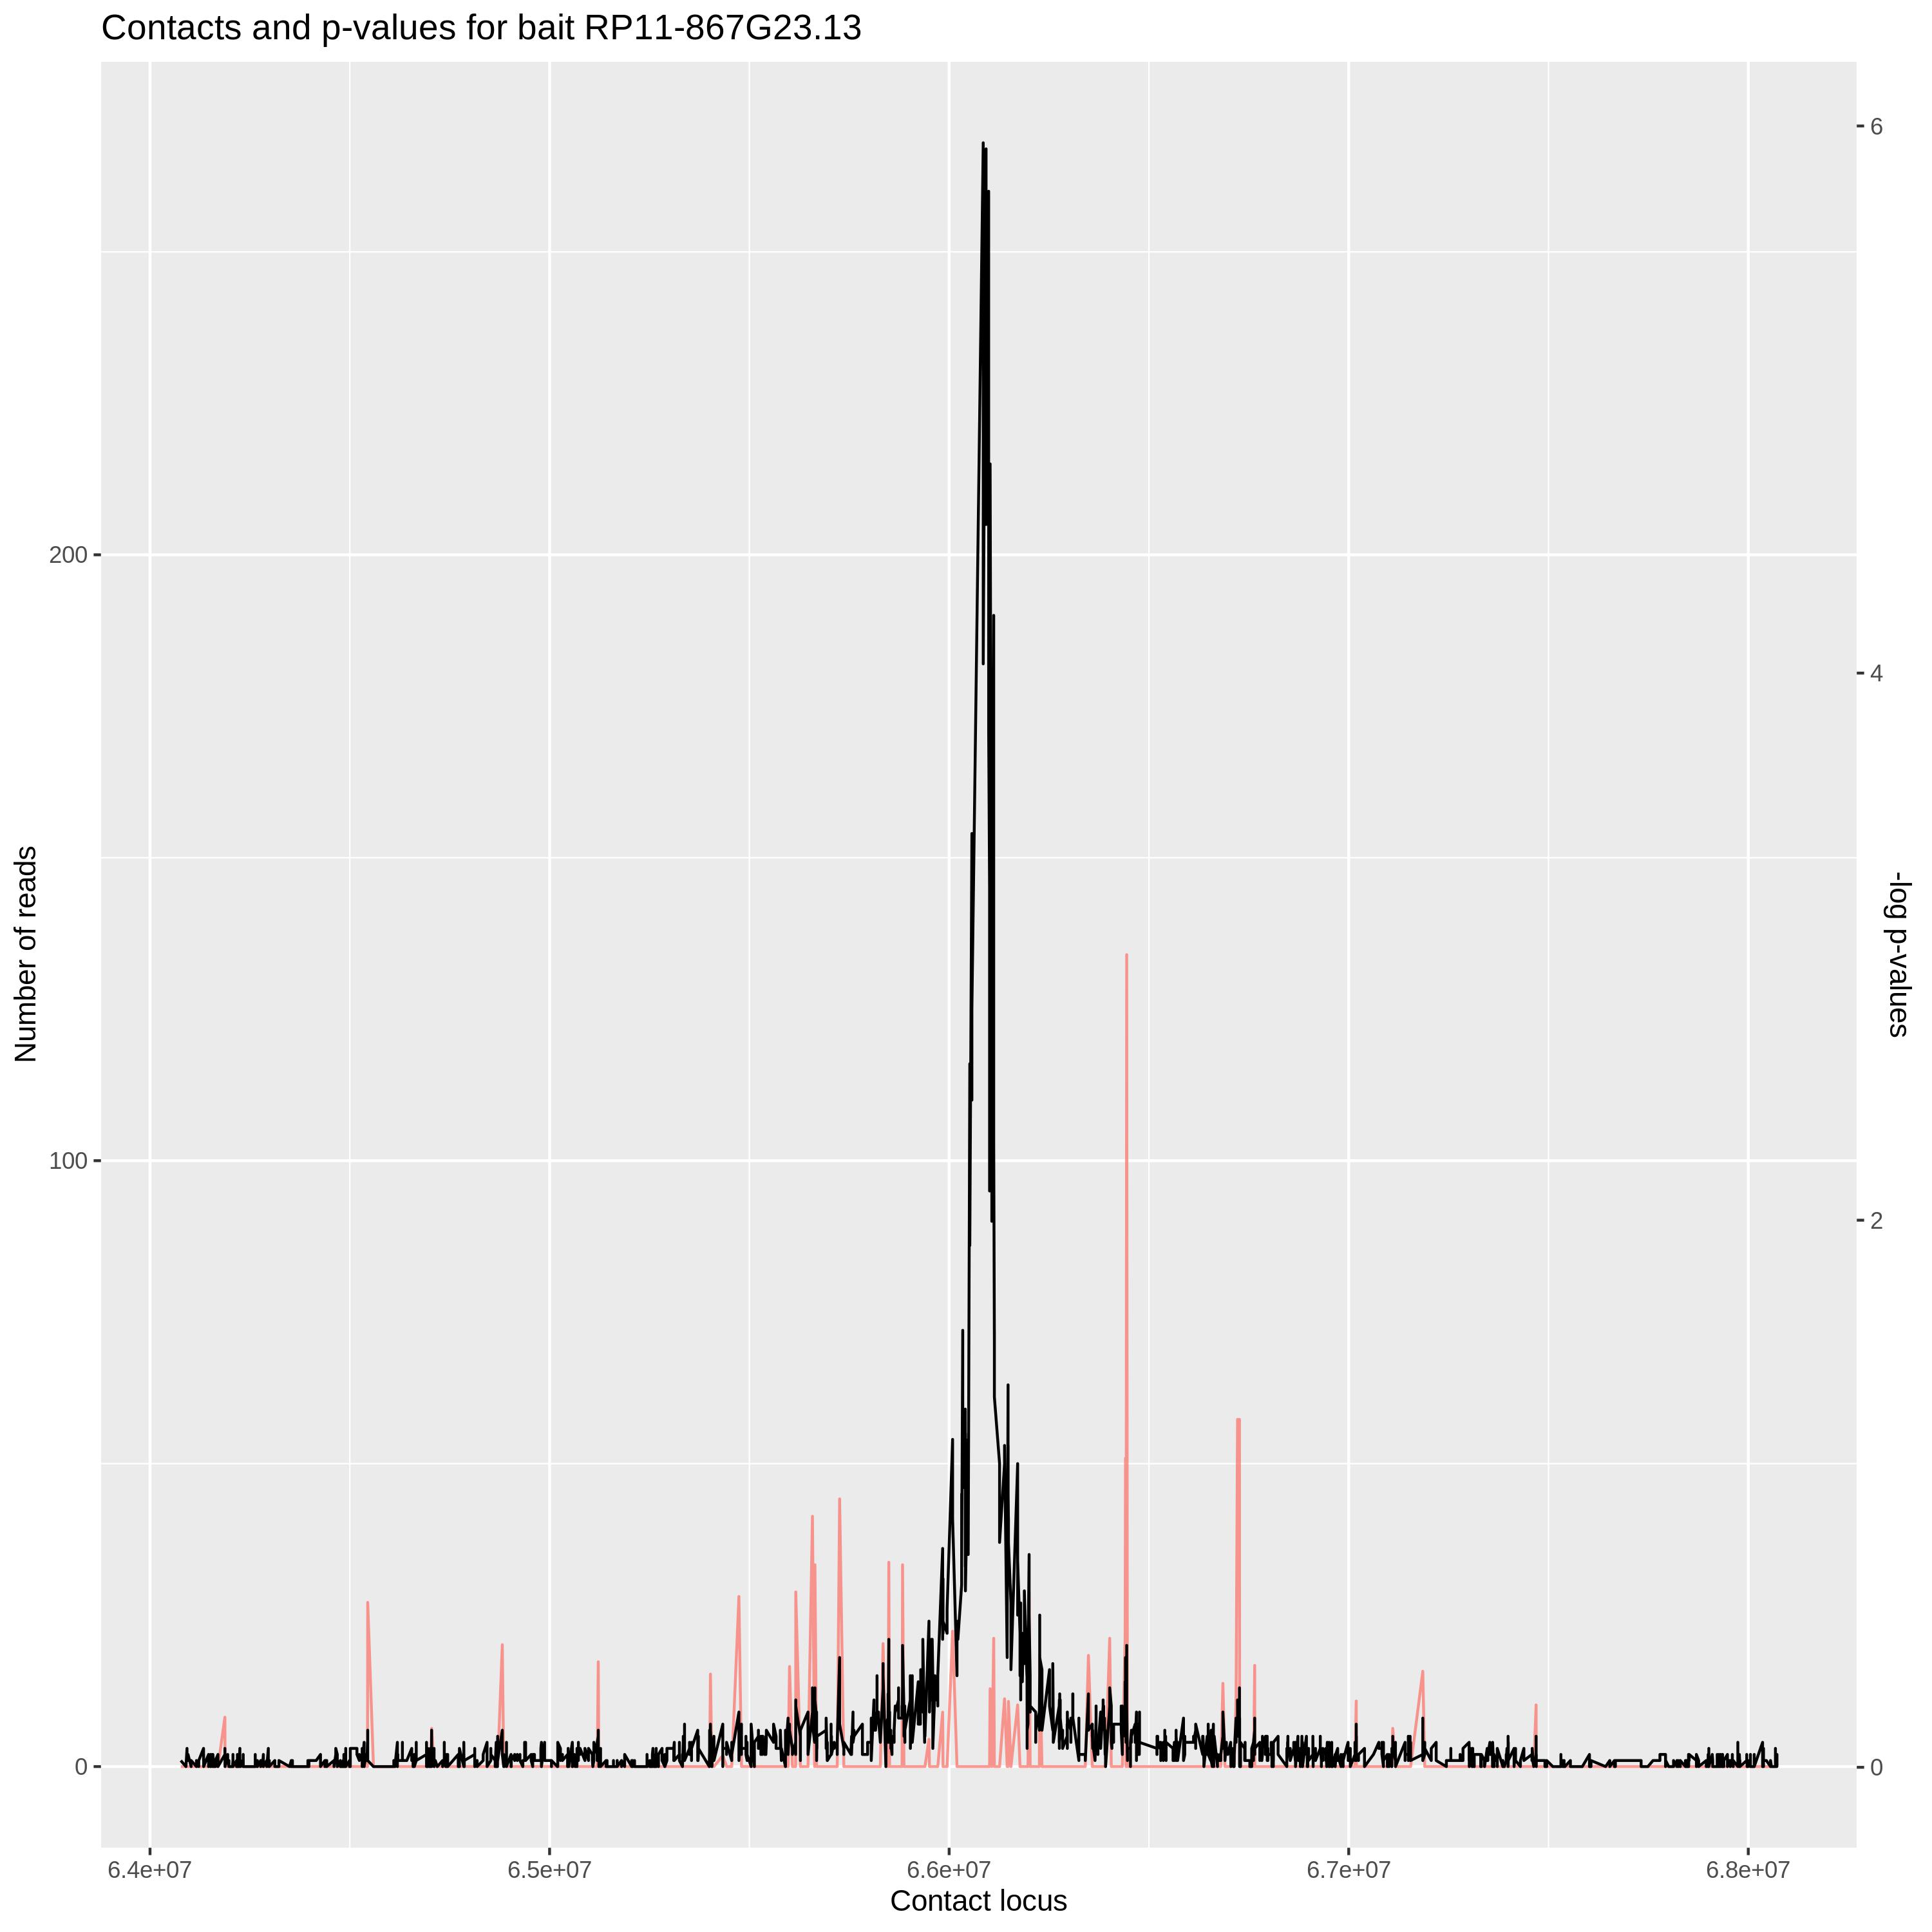 Contacts and p-values for bait RP11-867G23.13
Number of reads
200
100
0
6
4
2
0
-log p-values
6.4e+07
6.5e+07
6.6e+07
6.7e+07
6.8e+07
Contact locus